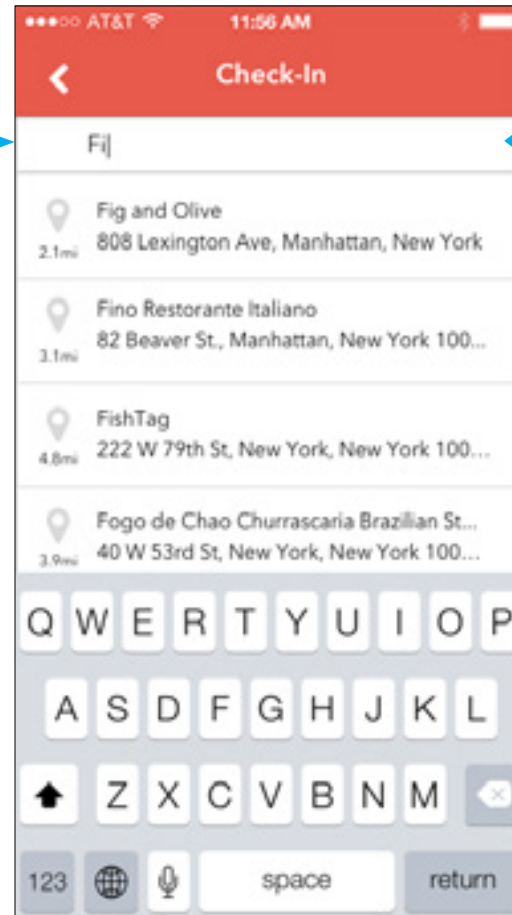 AT&T 11:56 AM
Check-In
Fi
Fig and Olive
2.1mi 808 Lexington Ave, Manhattan, New York
Fino Restorante Italiano
3.1mi 82 Beaver St., Manhattan, New York 100...
FishTag
4.8mi 222 W 79th St, New York, New York 100...
Fogo de Chao Churrascaria Brazilian St...
3.9mi 40 W 53rd St, New York, New York 100...
Q W E R T Y U I O P
A S D F G H J K L
Z X C V B N M
123 space return